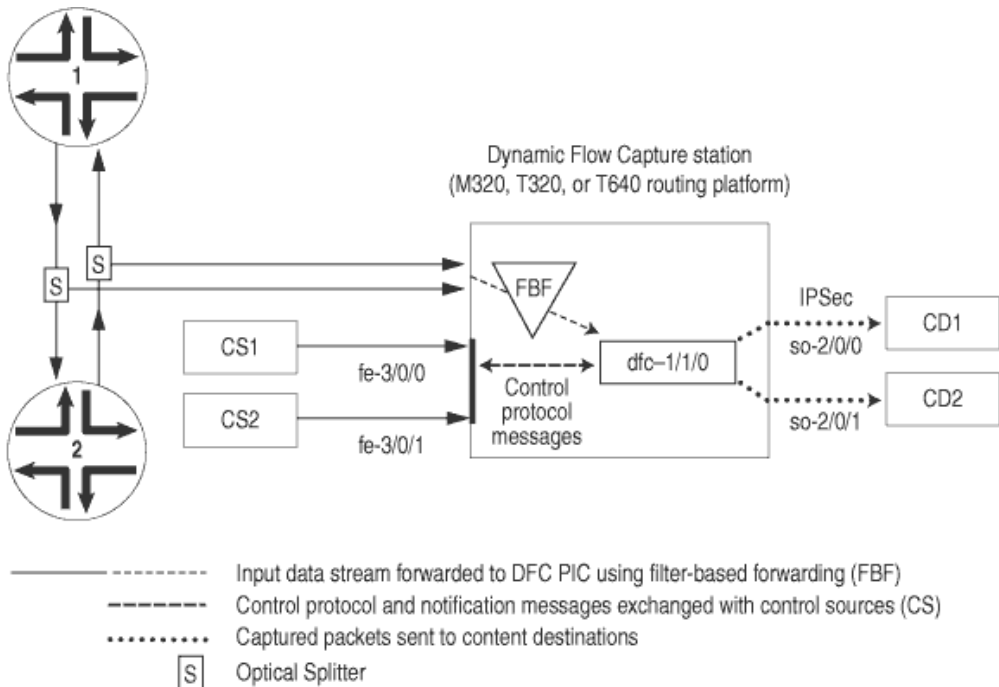 1
Dynamic Flow Capture station
(M320, T320, or T640 routing platform)
S
S
FBF
IPSec
CD1
so-2/0/0
CS1
fe-3/0/0
dfc–1/1/0
Control
protocol
messages
CD2
so-2/0/1
CS2
fe-3/0/1
2
Input data stream forwarded to DFC PIC using filter-based forwarding (FBF)
Control protocol and notification messages exchanged with control sources (CS)
Captured packets sent to content destinations
S Optical Splitter